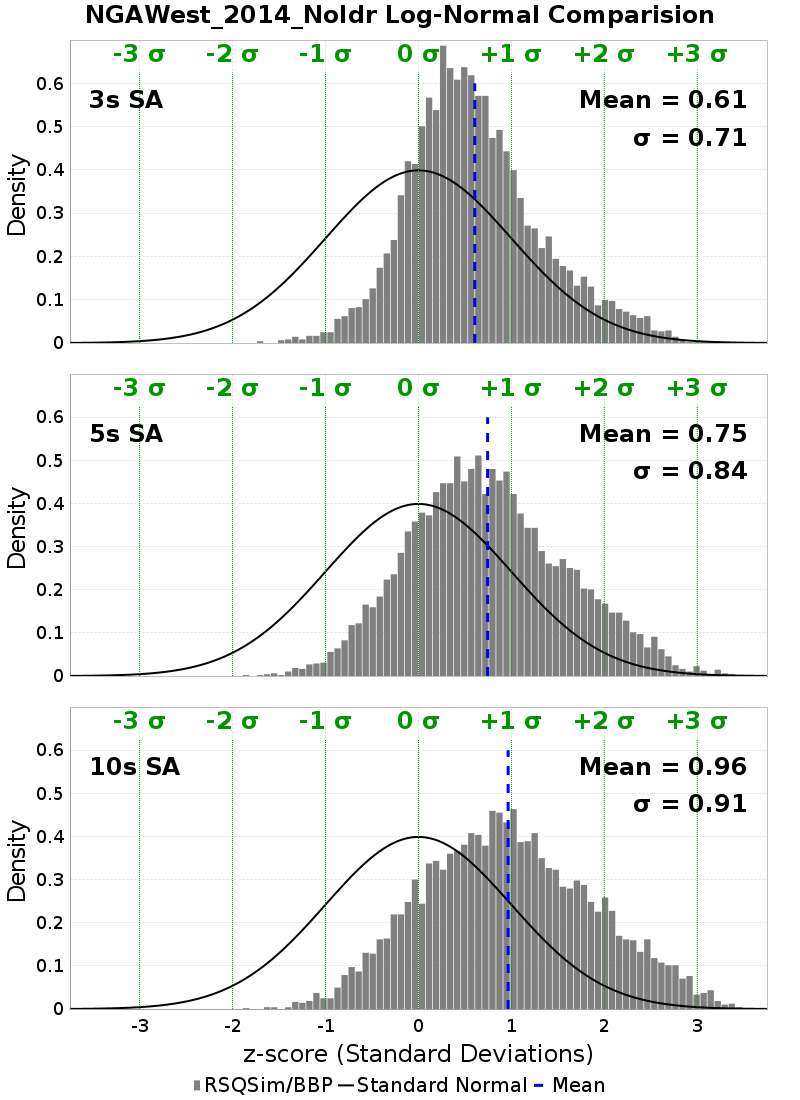 NGAWest_2014_NoIdr Log-Normal Comparision
-3 σ -2 σ -1 σ 0 σ +1 σ +2 σ +3 σ
3s SA
Mean = 0.61
σ = 0.71
Density
0.6
0.5
0.4
0.3
0.2
0.1
0
-3 σ -2 σ -1 σ 0 σ +1 σ +2 σ +3 σ
5s SA
Mean = 0.75
σ = 0.84
Density
0.6
0.5
0.4
0.3
0.2
0.1
0
-3 σ -2 σ -1 σ 0 σ +1 σ +2 σ +3 σ
10s SA
Mean = 0.96
σ = 0.91
Density
0.6
0.5
0.4
0.3
0.2
0.1
0
-3 -2 -1 0 1 2 3
z-score (Standard Deviations)
RSQSim/BBP Standard Normal Mean